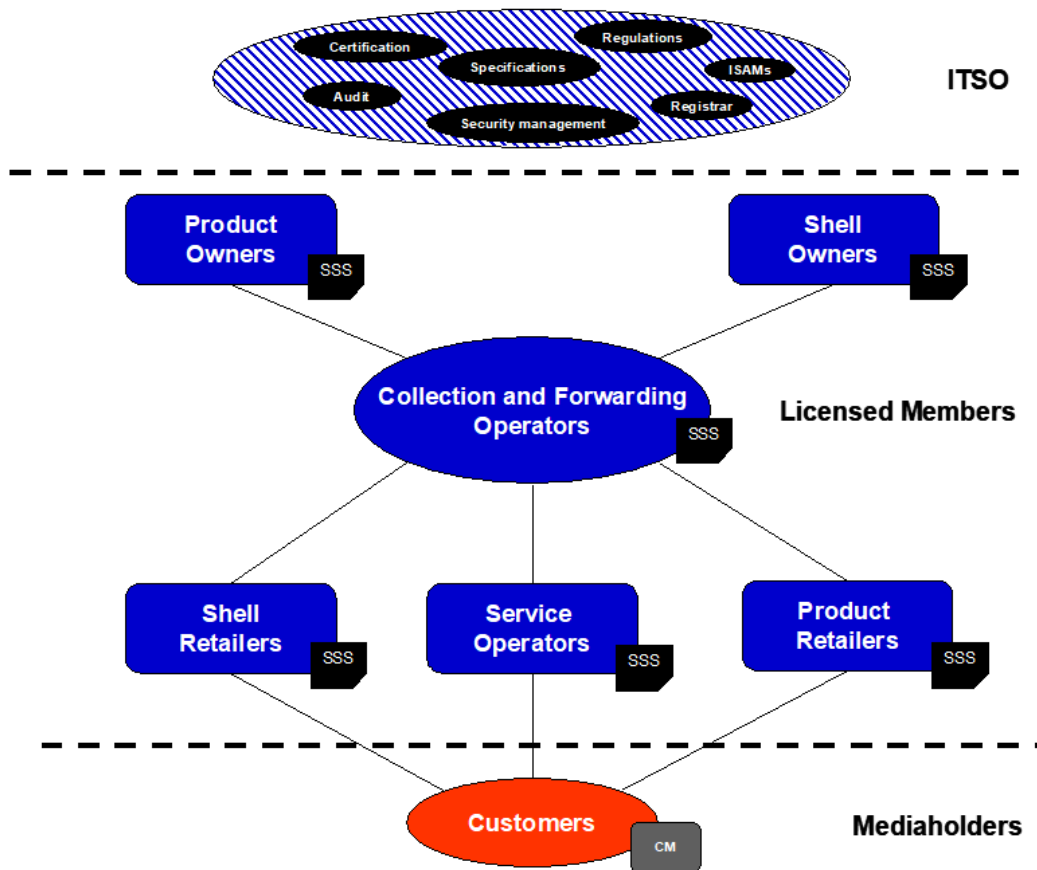 Certification
Regulations
Specifications
ISAMs
ITSO
Audit
Registrar
Security management
Product
Owners
SSS
Shell
Owners
SSS
Collection and Forwarding
Operators
SSS
Licensed Members
Shell
Retailers
SSS
Service
Operators
SSS
Product
Retailers
SSS
Customers
CM
Mediaholders